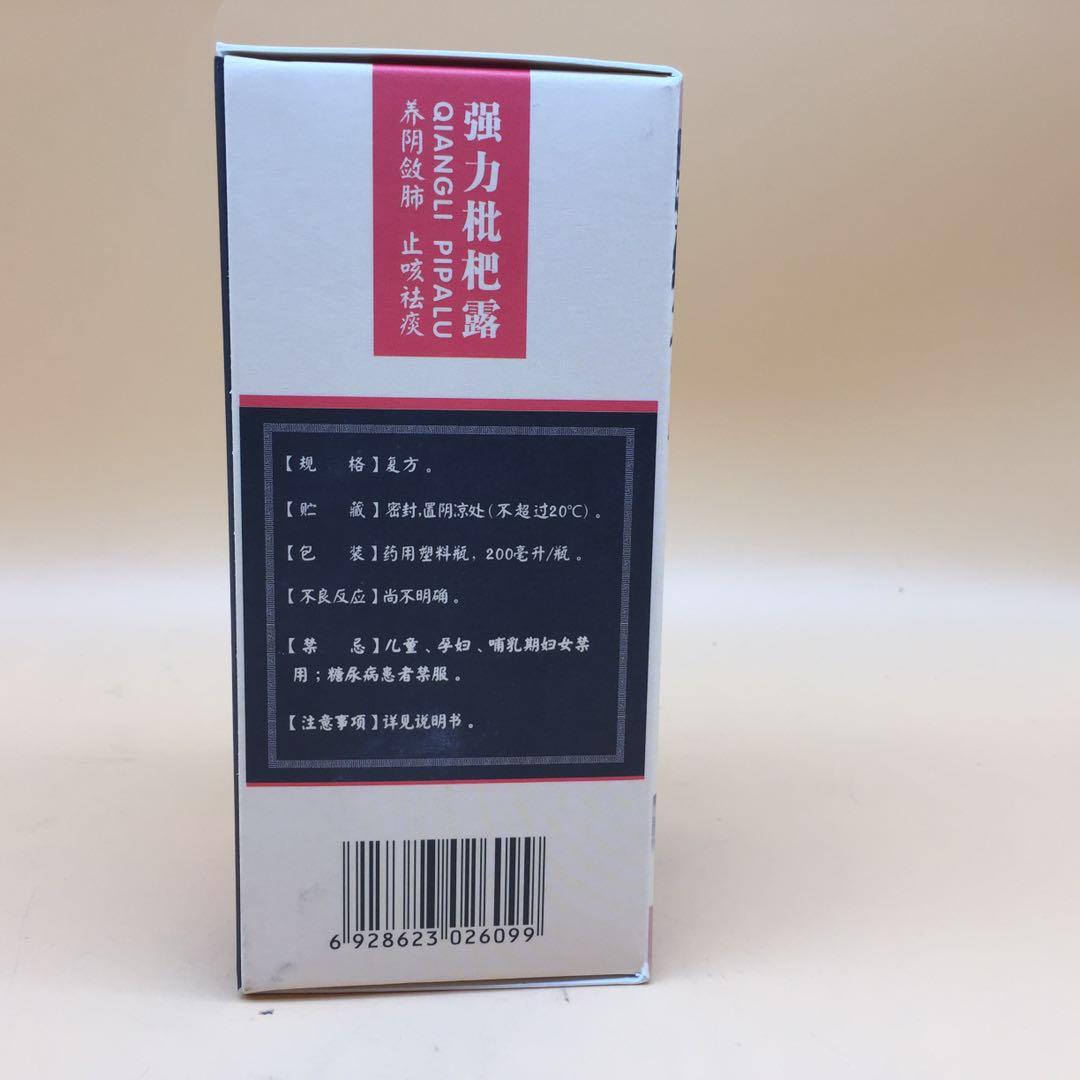 强力枇杷露
QIANGLI PIPALU
养阴敛肺 止咳祛痰
【规 格】复方。
【贮 藏】密封,置阴凉处(不超过20℃)。
【包 装】药用塑料瓶，200毫升/瓶。
【不良反应】尚不明确。
【禁 忌】儿童、孕妇、哺乳期妇女禁
用；糖尿病患者禁服。
【注意事项】详见说明书。
6 928623 026099